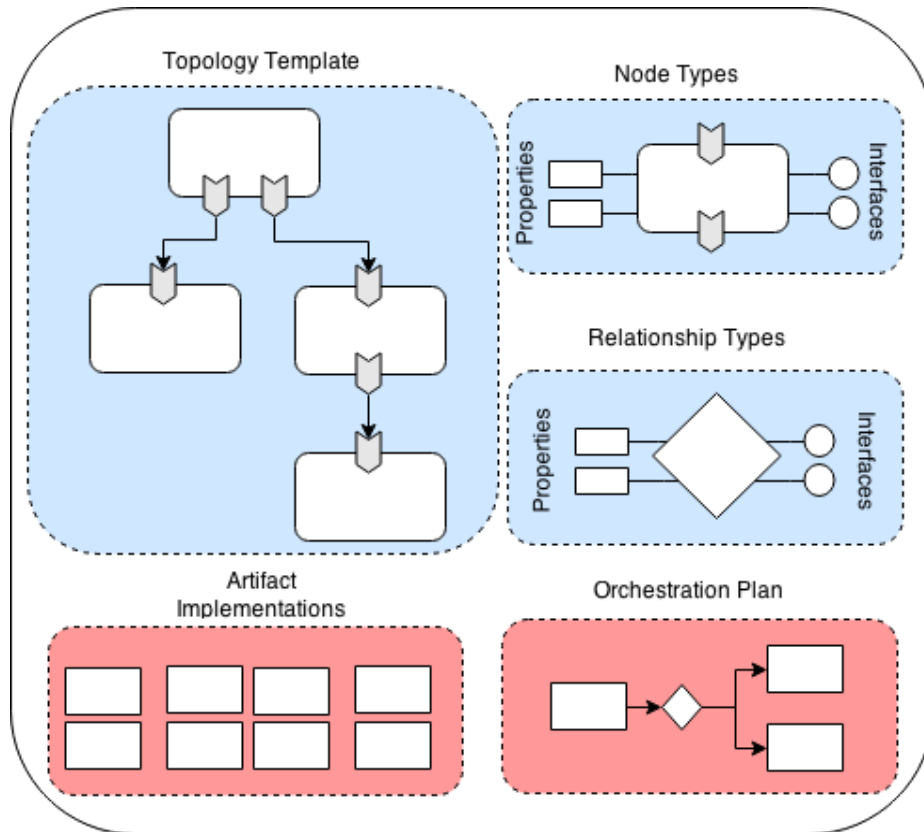 Topology Template
Node Types
Properties
Interfaces
Relationship Types
Properties
Interfaces
Artifact
Implementations
Orchestration Plan